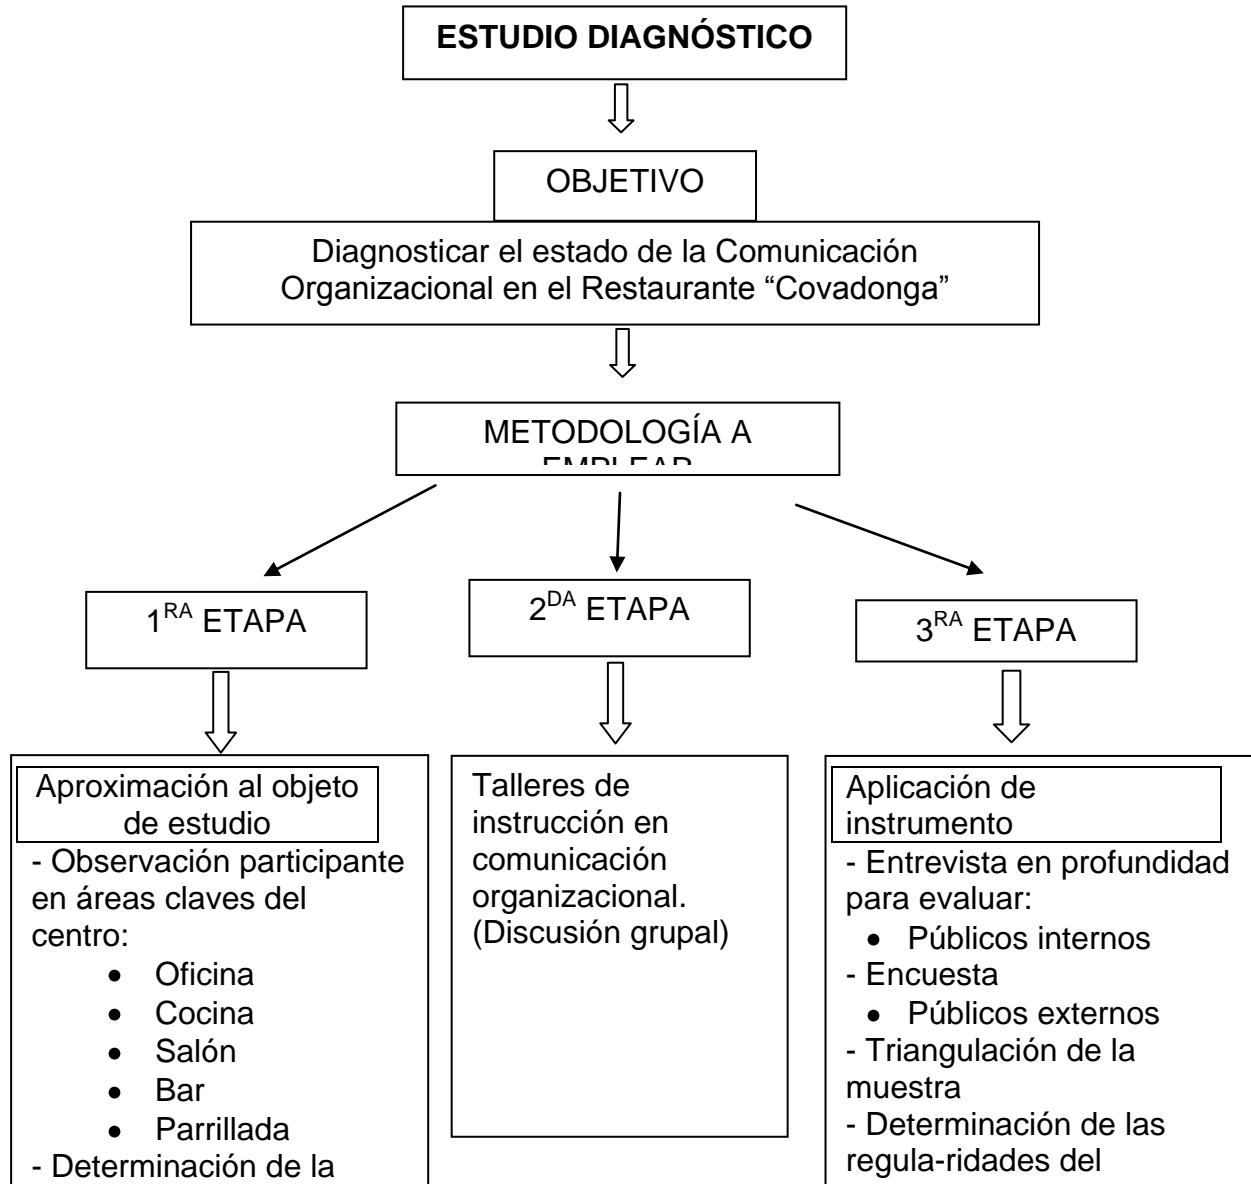 ESTUDIO DIAGNÓSTICO
OBJETIVO
Diagnosticar el estado de la Comunicación
Organizacional en el Restaurante “Covadonga”
METODOLOGÍA A
EMPLEAR
1RA ETAPA
2DA ETAPA
3RA ETAPA
Aproximación al objeto
de estudio
- Observación participante
en áreas claves del
centro:
• Oficina
• Cocina
• Salón
• Bar
• Parrillada
- Determinación de la
Talleres de
instrucción en
comunicación
organizacional.
(Discusión grupal)
Aplicación de
instrumento
- Entrevista en profundidad
para evaluar:
• Públicos internos
- Encuesta
• Públicos externos
- Triangulación de la
muestra
- Determinación de las
regula-ridades del